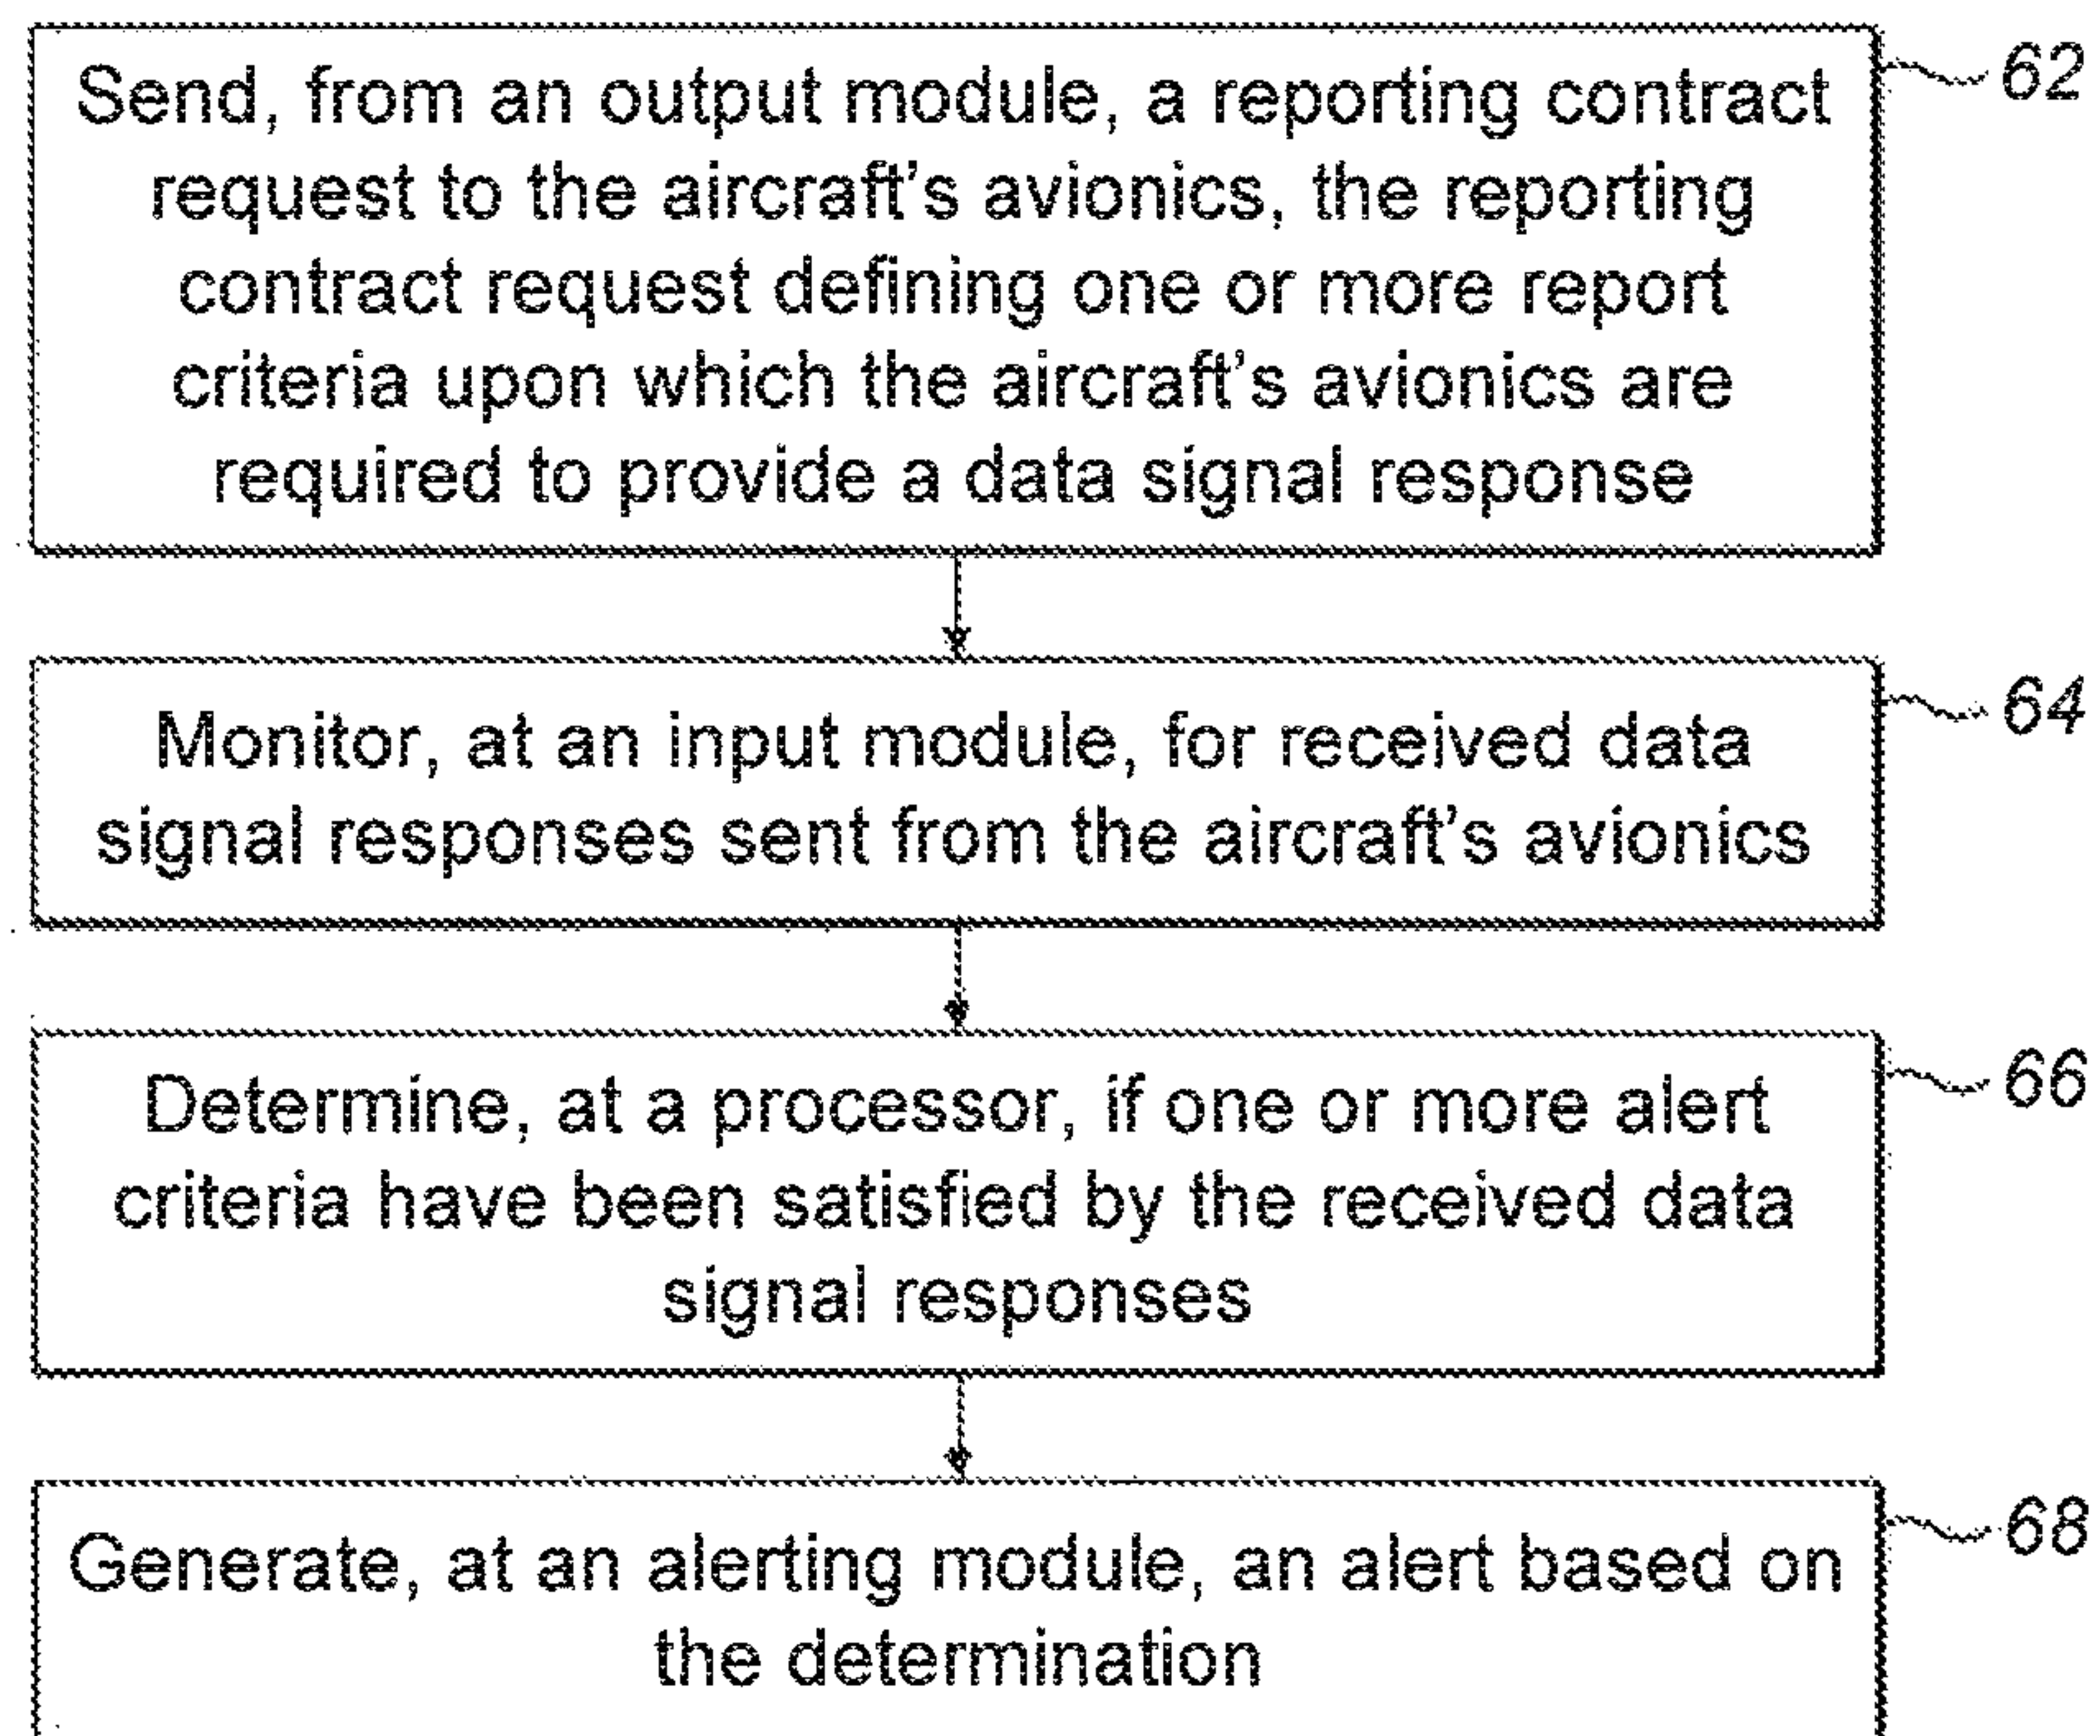 Send, from an output module, a reporting contract
62
request to the aircraft's avionics, the reporting
contract request defining one or more report
criteria upon which the aircraft's avionics are
required to provide a data signal response
Monitor, at an input module, for received data
64
signal responses sent from the aircraft's avionics
Determine, at a processor, if one or more alert
66
criteria have been satisfied by the received data
signal responses
Generate, at an alerting module, an alert based on
68
the determination